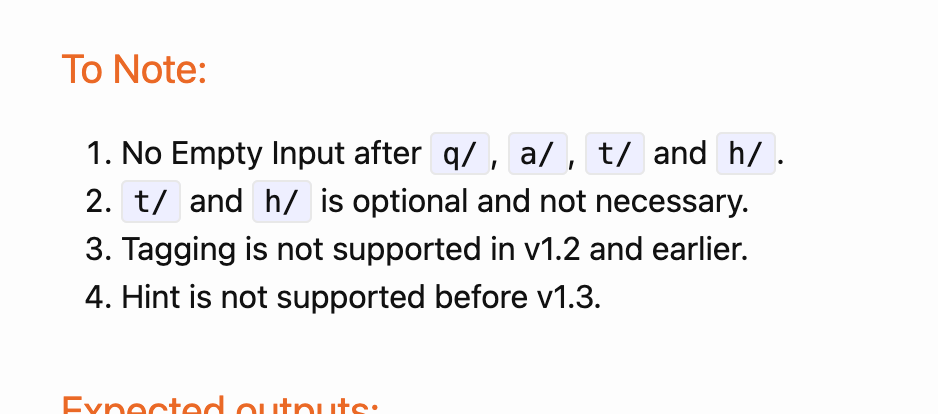 To Note:
1. No Empty Input after q/, a/, t/ and h/.
2. t/ and h/ is optional and not necessary.
3. Tagging is not supported in v1.2 and earlier.
4. Hint is not supported before v1.3.
Expected outputs: